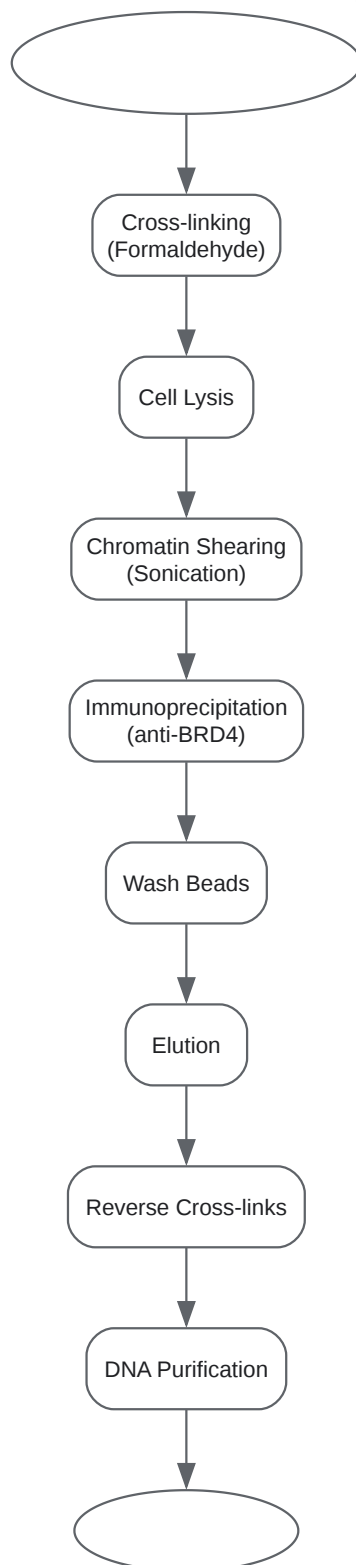 Cross-linking
(Formaldehyde)
Cell Lysis
Chromatin Shearing
(Sonication)
Immunoprecipitation
(anti-BRD4)
Wash Beads
Elution
Reverse Cross-links
DNA Purification